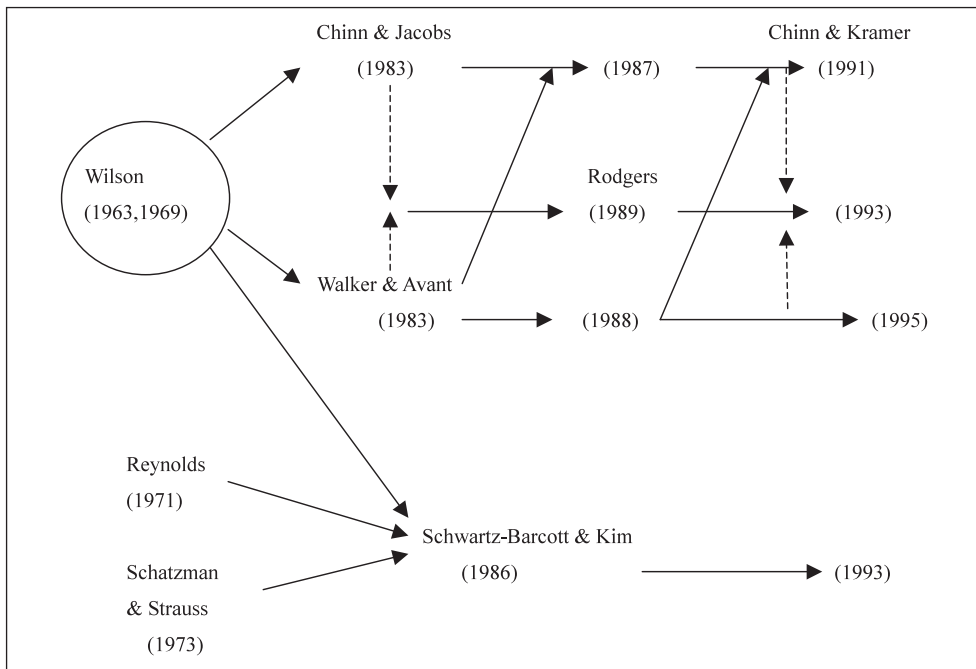 Chinn & Jacobs
(1983)
(1987)
Chinn & Kramer
(1991)
Wilson
(1963,1969)
Rodgers
(1989)
(1993)
Walker & Avant
(1983)
(1988)
(1995)
Reynolds
(1971)
Schwartz-Barcott & Kim
(1986)
(1993)
Schatzman
& Strauss
(1973)